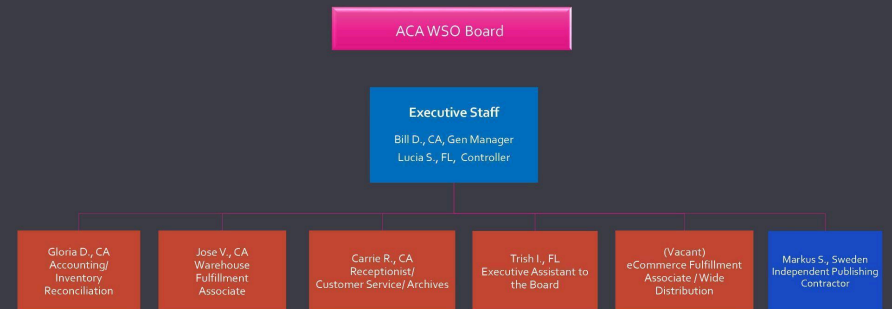 ACA WSO Board
Executive Staff
Bill D., CA, Gen Manager
Lucia S., FL, Controller
Gloria D., CA
Accounting/
Inventory
Reconciliation
Jose V., CA
Warehouse
Fulfillment
Associate
Carrie R., CA
Receptionist/
Customer Service/ Archives
Trish I., FL
Executive Assistant to
the Board
(Vacant)
eCommerce Fulfillment
Associate / Wide
Distribution
Markus S., Sweden
Independent Publishing
Contractor